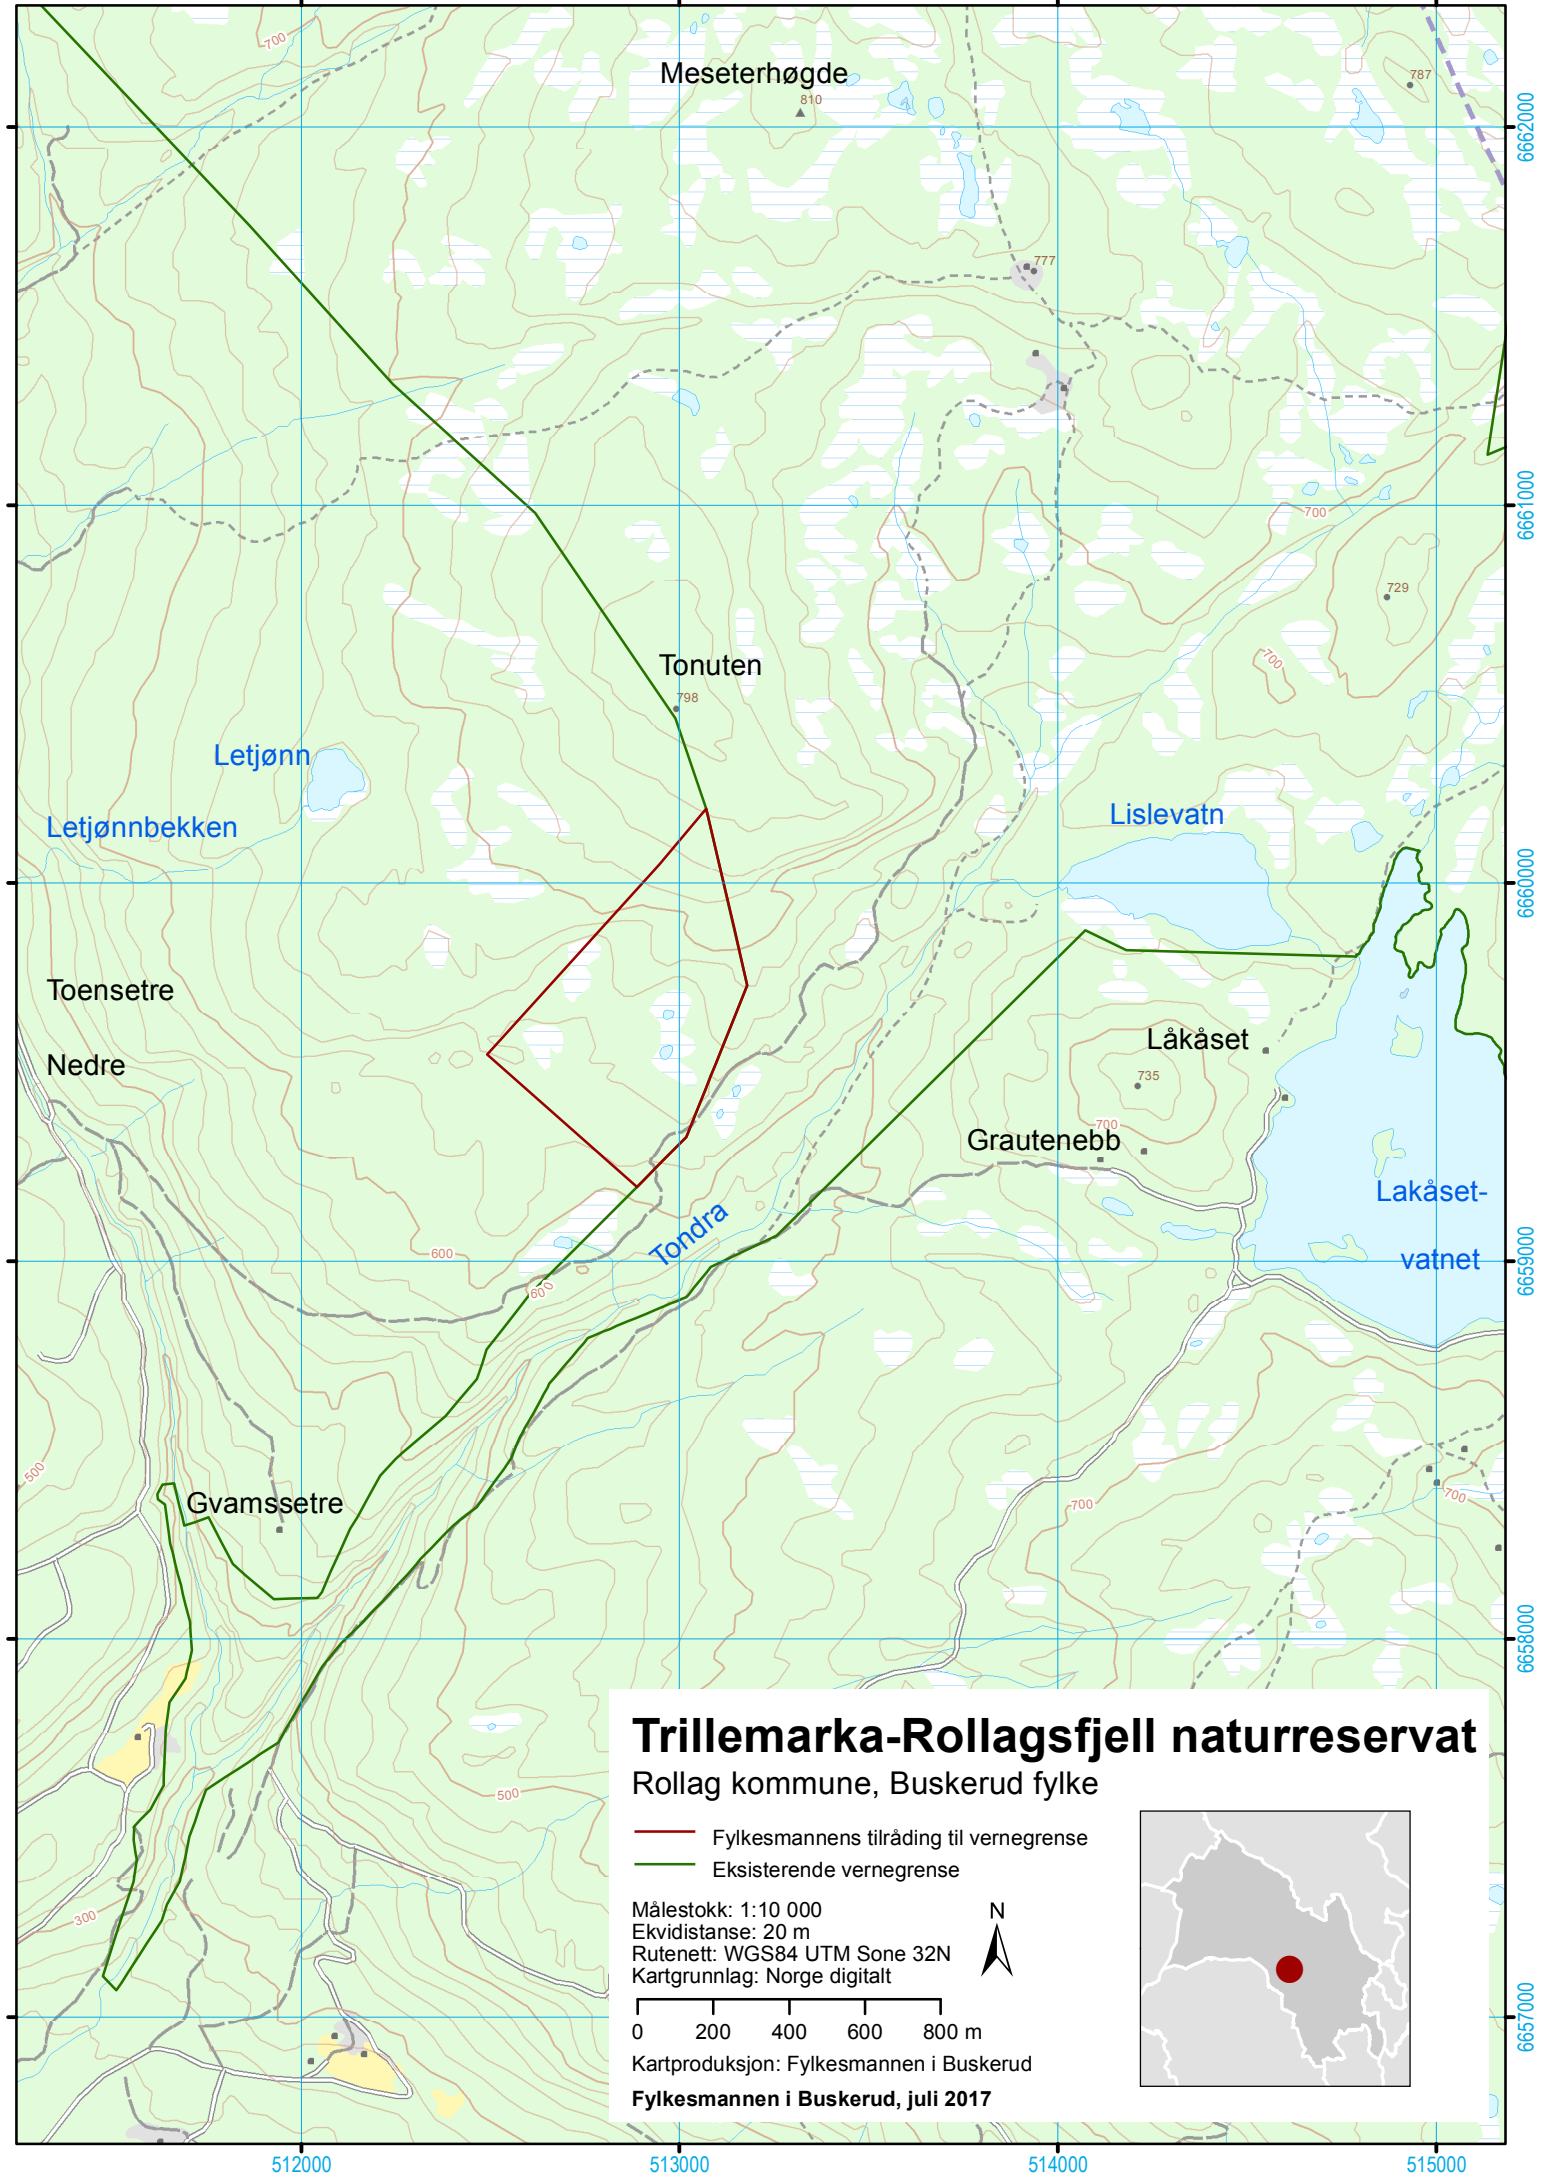 700
Meseterhøgde
810
787
6662000
777
700
6661000
729
700
Tonuten
798
Letjønn
Letjønnbekken
Lislevatn
6660000
Toensetre
Nedre
Låkåset
735
700
Grautenebb
Lakåset-
vatnet
Tondra
600
600
6659000
500
Gvamssetre
700
700
6658000
500
300
Trillemarka-Rollagsfjell naturreservat
Rollag kommune, Buskerud fylke
Fylkesmannens tilråding til vernegrense
Eksisterende vernegrense
Målestokk: 1:10 000
Ekvidistanse: 20 m
Rutenett: WGS84 UTM Sone 32N
Kartgrunnlag: Norge digitalt
N
0 200 400 600 800 m
Kartproduksjon: Fylkesmannen i Buskerud
Fylkesmannen i Buskerud, juli 2017
6657000
512000 513000 514000 515000